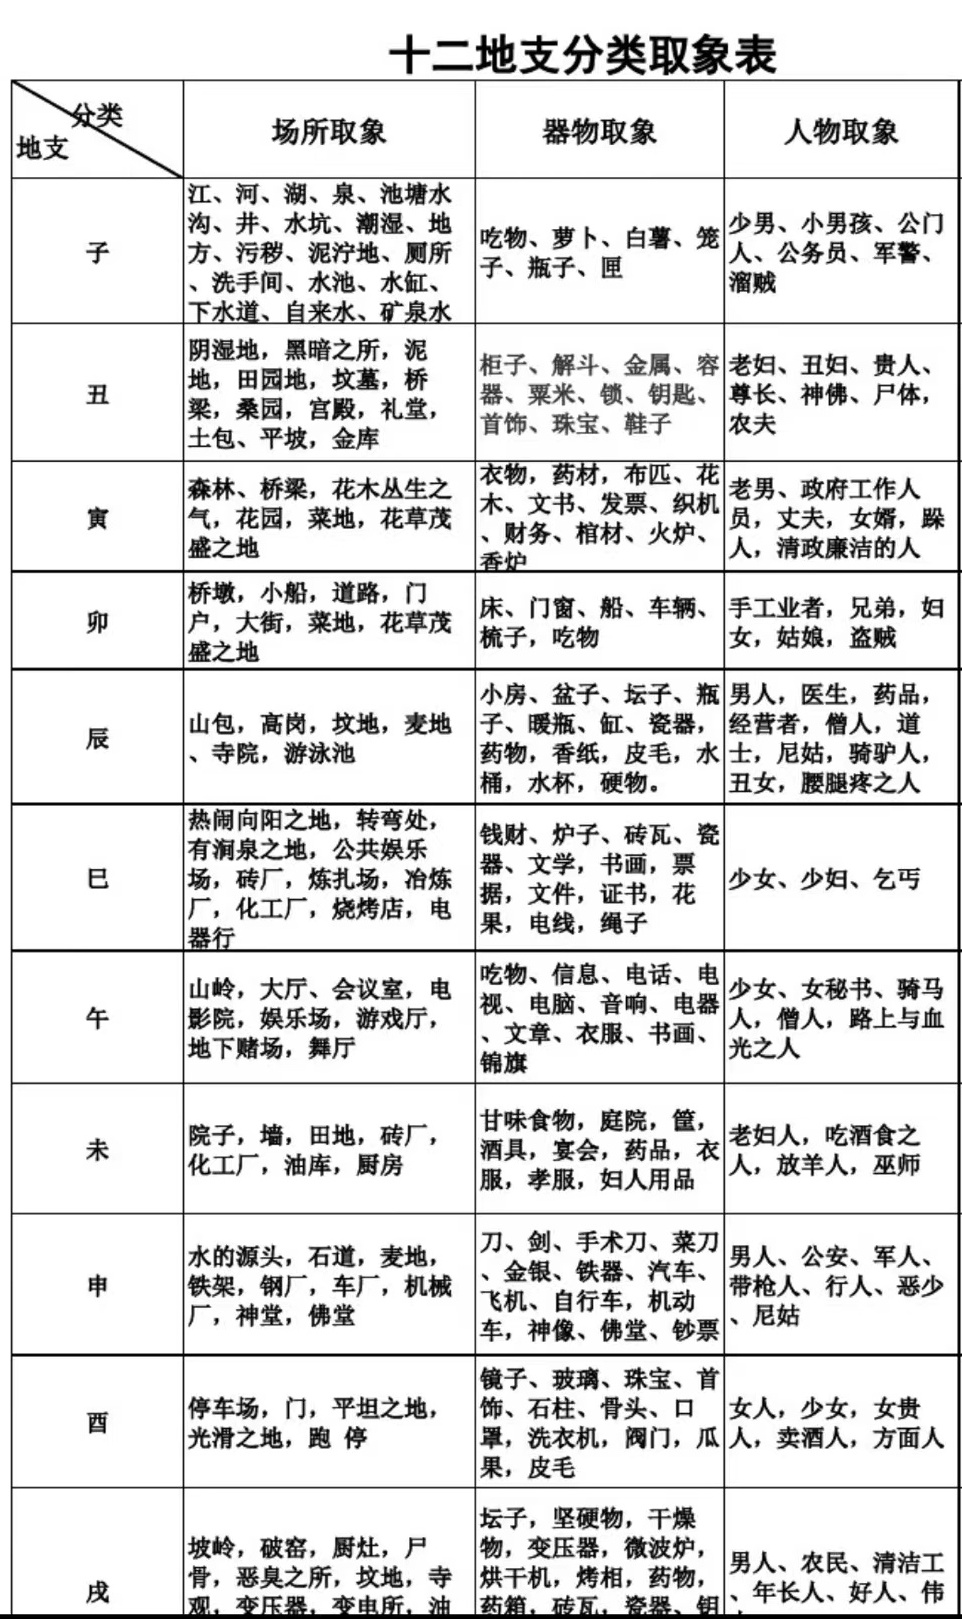 十二地支分类取象表
分类
地支
场所取象
器物取象
人物取象
子
江、河、湖、泉、池塘水
沟、井、水坑、潮湿、地
方、污秽、泥泞地、厕所
、洗手间、水池、水缸、
下水道、自来水、矿泉水
吃物、萝卜、白薯、笼
子、瓶子、匣
少男、小男孩、公门
人、公务员、军警、
溜贼
丑
阴湿地，黑暗之所，泥
地，田园地，坟墓，桥
梁，桑园，宫殿，礼堂，
土包、平坡，金库
柜子、解斗、金属、容
器、粟米、锁、钥匙、
首饰、珠宝、鞋子
老妇、丑妇、贵人、
尊长、神佛、尸体，
农夫
寅
森林、桥梁，花木丛生之
气，花园，菜地，花草茂
盛之地
衣物，药材，布匹、花
木、文书、发票、织机
、财务、棺材、火炉、
香炉
老男、政府工作人
员，丈夫，女婿，跺
人，清政廉洁的人
卯
桥墩，小船，道路，门
户，大街，菜地，花草茂
盛之地
床、门窗、船、车辆、
梳子，吃物
手工业者，兄弟，妇
女，姑娘，盗贼
辰
山包，高岗，坟地，麦地
、寺院，游泳池
小房、盆子、坛子、瓶
子、暖瓶、缸、瓷器，
药物，香纸，皮毛，水
桶，水杯，硬物。
男人，医生，药品，
经营者，僧人，道
士，尼姑，骑驴人，
丑女，腰腿疼之人
巳
热闹向阳之地，转弯处，
有涧泉之地，公共娱乐
场，砖厂，炼扎场，冶炼
厂，化工厂，烧烤店，电
器行
钱财、炉子、砖瓦、瓷
器、文学，书画，票
据，文件，证书，花
果，电线，绳子
少女、少妇、乞丐
午
山岭，大厅、会议室，电
影院，娱乐场，游戏厅，
地下赌场，舞厅
吃物、信息、电话、电
视、电脑、音响、电器
、文章、衣服、书画、
锦旗
少女、女秘书、骑马
人，僧人，路上与血
光之人
未
院子，墙，田地，砖厂，
化工厂，油库，厨房
甘味食物，庭院，筐，
酒具，宴会，药品，衣
服，孝服，妇人用品
老妇人，吃酒食之
人，放羊人，巫师
申
水的源头，石道，麦地，
铁架，钢厂，车厂，机械
厂，神堂，佛堂
刀、剑、手术刀、菜刀
、金银、铁器、汽车、
飞机、自行车，机动
车，神像、佛堂、钞票
男人、公安、军人、
带枪人、行人、恶少
、尼姑
酉
停车场，门，平坦之地，
光滑之地，跑 停
镜子、玻璃、珠宝、首
饰、石柱、骨头、口
罩，洗衣机，阀门，瓜
果，皮毛
女人，少女，女贵
人，卖酒人，方面人
戌
坡岭，破窑，厨灶，尸
骨，恶臭之所，坟地，寺
观，变压器，变电所，油
坛子，坚硬物，干燥
物，变压器，微波炉，
烘干机，烤相，药物，
药箱，砖瓦，瓷器、钥
男人、农民、清洁工
、年长人、好人、伟